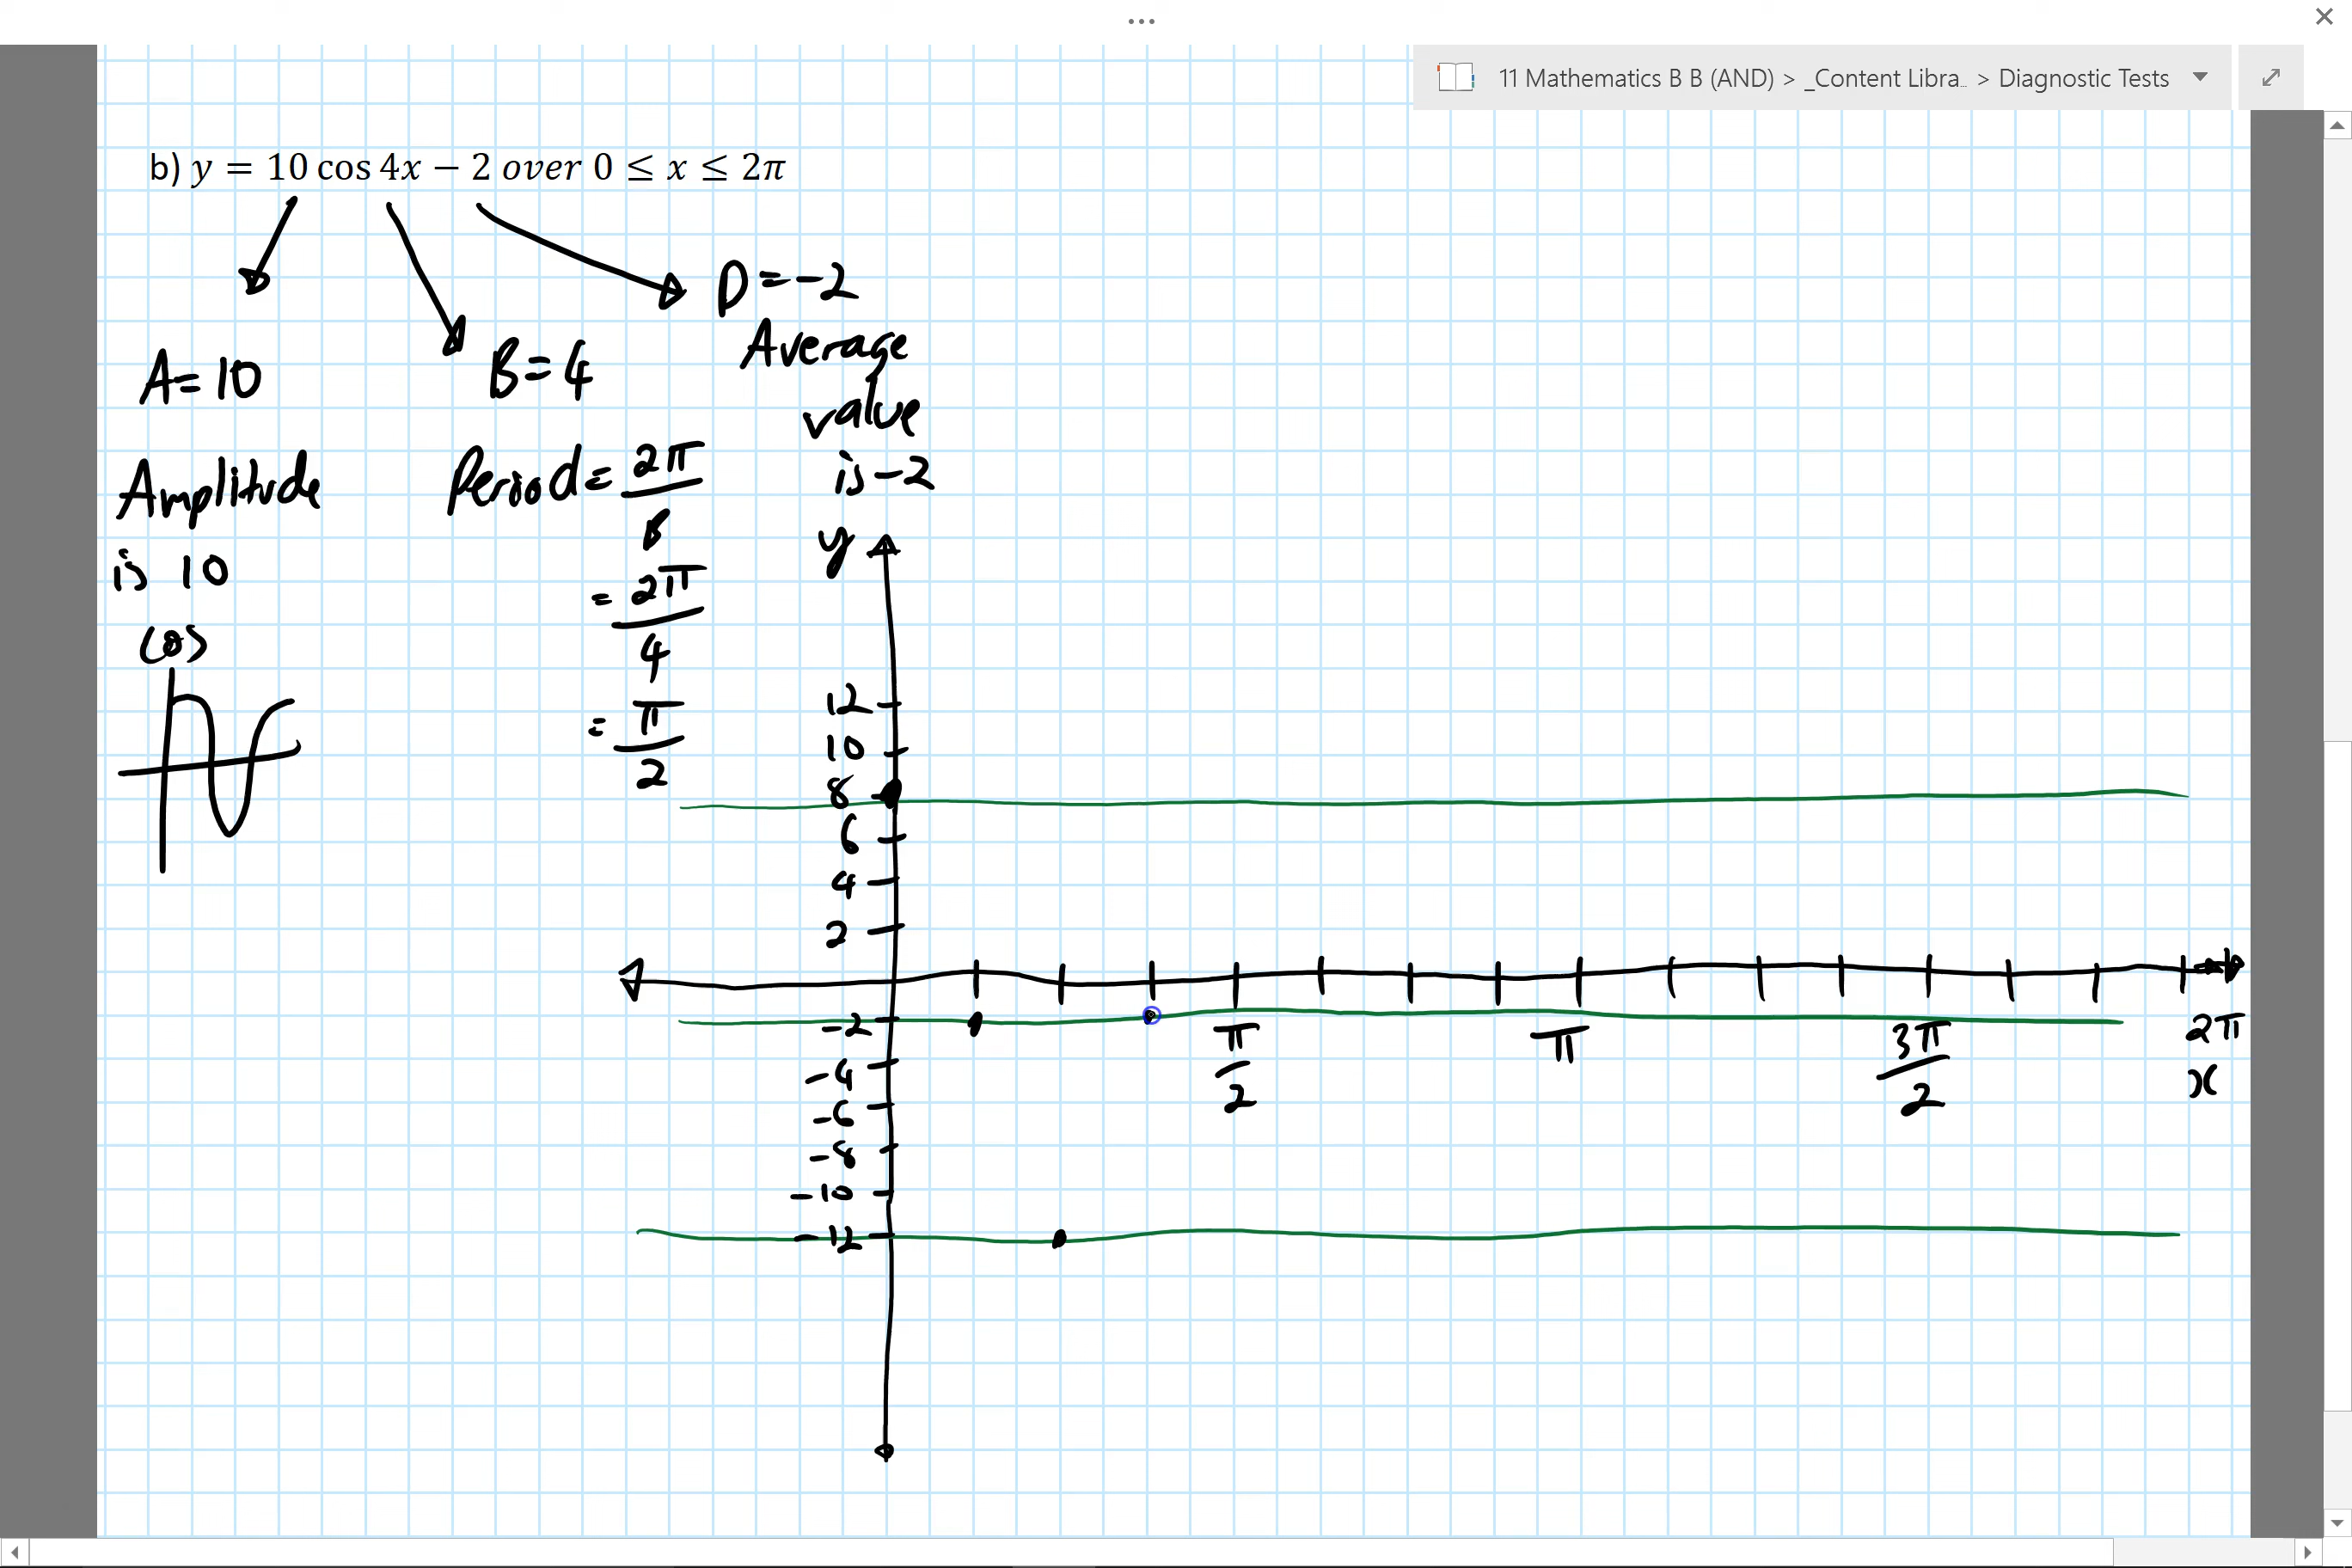 11 Mathematics B B (AND) > _Content Libra... > Diagnostic Tests
b) y = 10 cos 4x − 2 over 0 ≤ x ≤ 2π
D = -2
Average
value
is -2
A = 10
B = 4
Amplitude
is 10
Period = 2π/B
= 2π/4
= π/2
cos
y
12
10
8
6
4
2
-2
-4
-6
-8
-10
-12
π/2
π
3π/2
2π
x